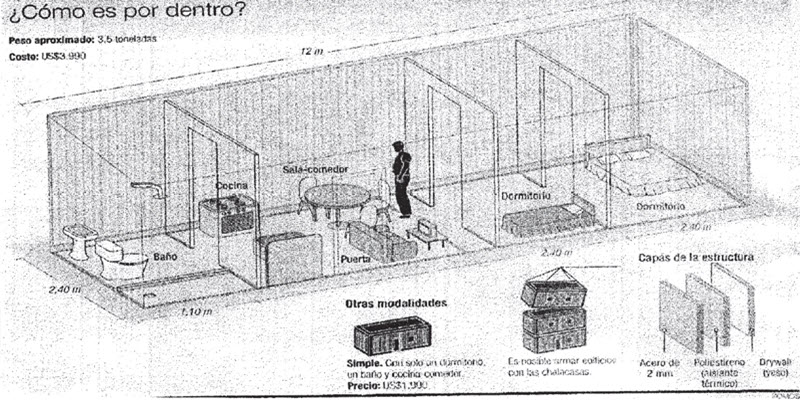 ¿Cómo es por dentro?
Peso aproximado: 3.5 toneladas
Costo: US$3.990
12 m
Sala-comedor
Cocina
Dormitorio
Dormitorio
Baño
Puerta
2,40 m
1,10 m
2,40 m
2,40 m
Capas de la estructura
Acero de
2 mm
Poliestireno
(aislante
térmico)
Drywall
(yeso)
Otras modalidades
Simple. Con solo un dormitorio,
un baño y cocina-comedor.
Precio: US$1.990
Es posible armar edificios
con las chalacasas.